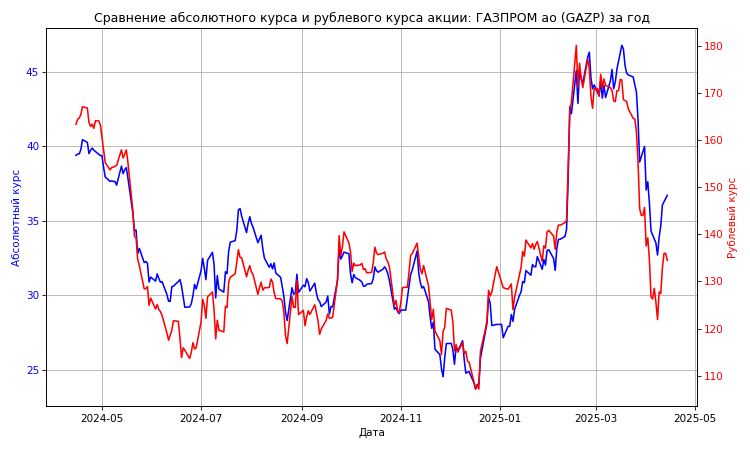 Сравнение абсолютного курса и рублевого курса акции: ГАЗПРОМ ао (GAZP) за год
Абсолютный курс
45
40
35
30
25
180
170
160
150
140
130
120
110
Рублевый курс
2024-05 2024-07 2024-09 2024-11 2025-01 2025-03 2025-05
Дата